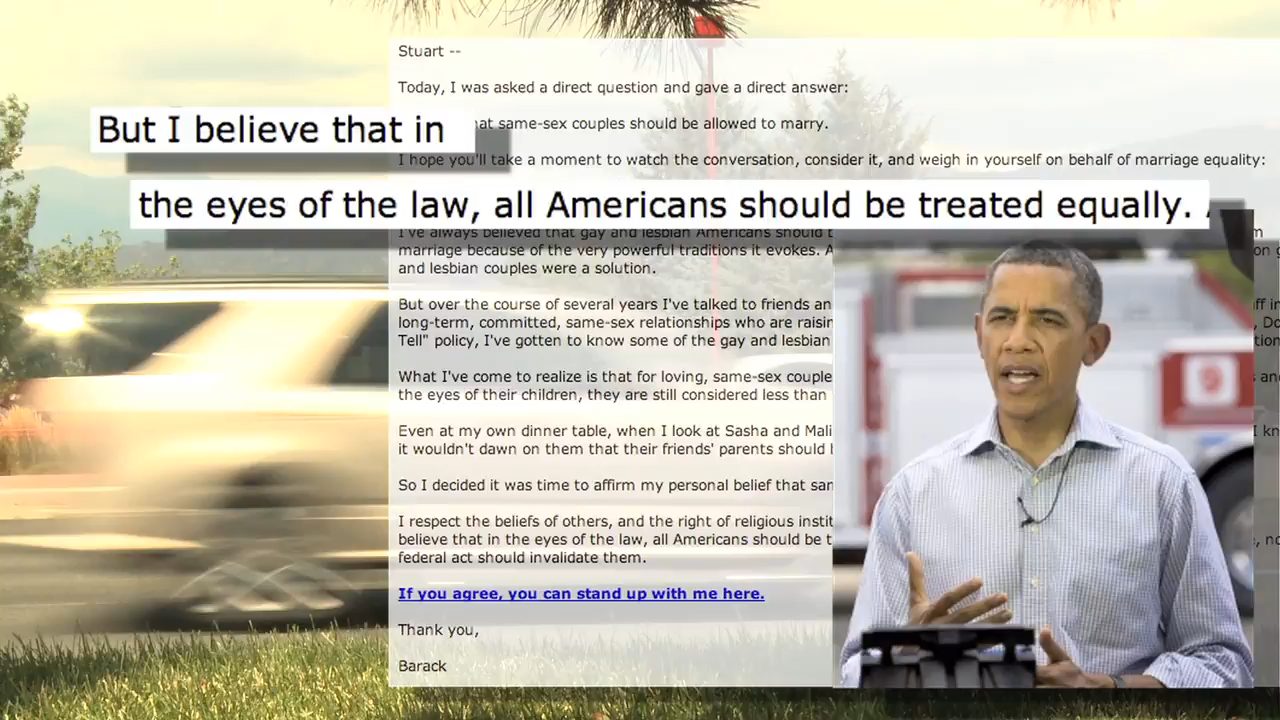 Stuart --
Today, I was asked a direct question and gave a direct answer:
But I believe that in
same-sex couples should be allowed to marry.
I hope you'll take a moment to watch the conversation, consider it, and weigh in yourself on behalf of marriage equality:
the eyes of the law, all Americans should be treated equally.
I've always believed that gay and lesbian Americans should
marriage because of the very powerful traditions it evokes. A
and lesbian couples were a solution.
But over the course of several years I've talked to friends an
long-term, committed, same-sex relationships who are raisin
Tell" policy, I've gotten to know some of the gay and lesbian
What I've come to realize is that for loving, same-sex couple
the eyes of their children, they are still considered less than
Even at my own dinner table, when I look at Sasha and Mali
it wouldn't dawn on them that their friends' parents should
So I decided it was time to affirm my personal belief that
I respect the beliefs of others, and the right of religious instit
believe that in the eyes of the law, all Americans should be t
federal act should invalidate them.
If you agree, you can stand up with me here.
Thank you,
Barack